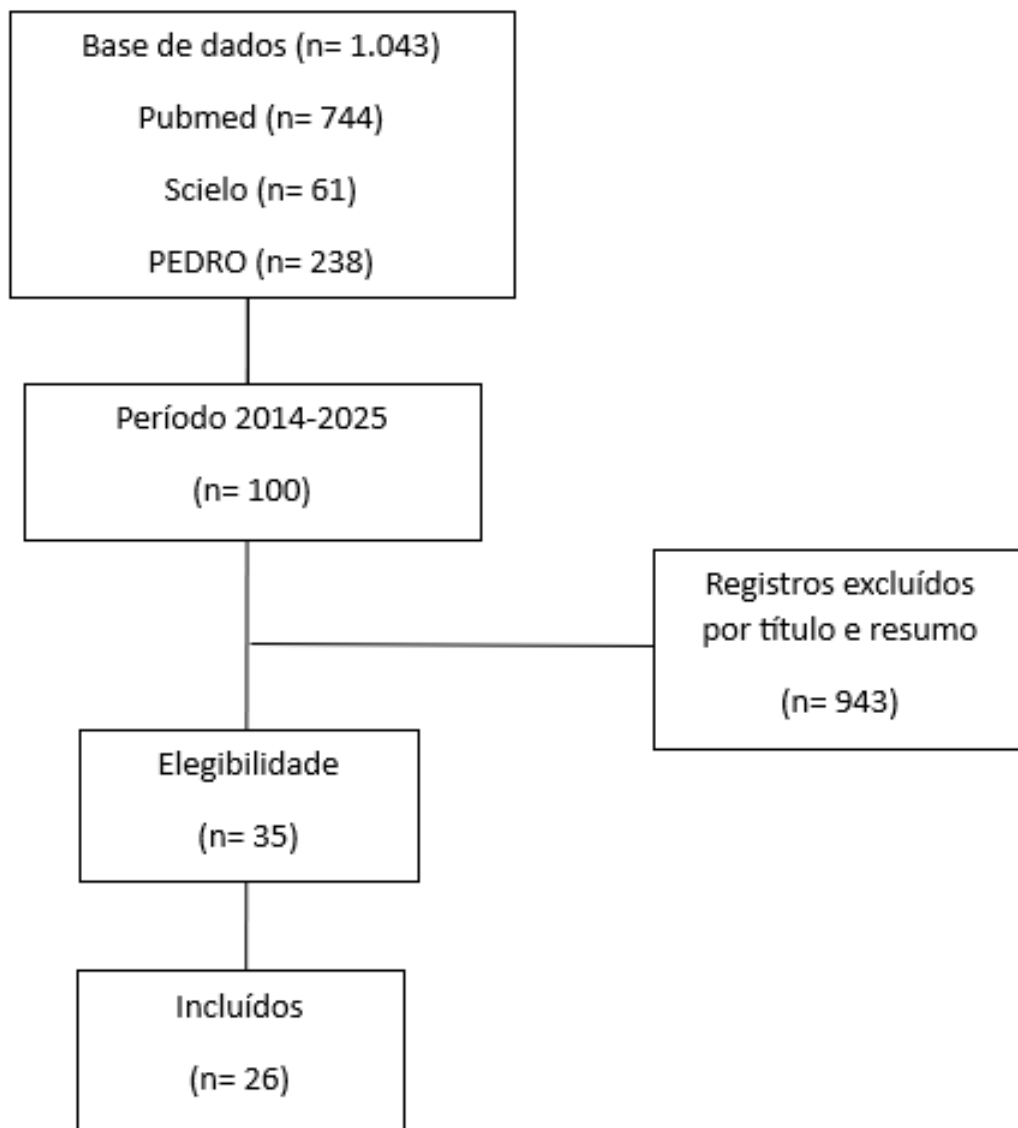 Base de dados (n= 1.043)
Pubmed (n= 744)
Scielo (n= 61)
PEDRO (n= 238)
Período 2014-2025
(n= 100)
Registros excluídos
por título e resumo
(n= 943)
Elegibilidade
(n= 35)
Incluídos
(n= 26)